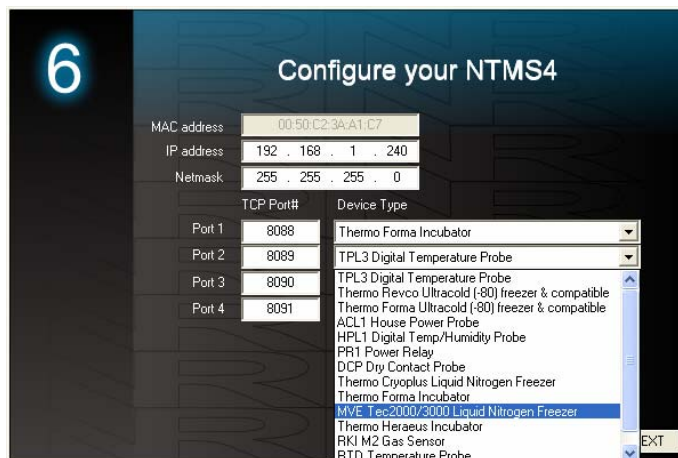 6
Configure your NTMS4
MAC address 00:50:C2:3A:A1:C7
IP address 192 . 168 . 1 . 240
Netmask 255 . 255 . 255 . 0
TCP Port# Device Type
Port 1 8088 Thermo Forma Incubator
Port 2 8089 TPL3 Digital Temperature Probe
Port 3 8090
Port 4 8091
TPL3 Digital Temperature Probe
Thermo Revco Ultracold (-80) freezer & compatible
Thermo Forma Ultracold (-80) freezer & compatible
ACL1 House Power Probe
HPL1 Digital Temp/Humidity Probe
PR1 Power Relay
DCP Dry Contact Probe
Thermo Cryoplus Liquid Nitrogen Freezer
Thermo Forma Incubator
MVE Tec2000/3000 Liquid Nitrogen Freezer
Thermo Heraeus Incubator
RKI M2 Gas Sensor
RTD Temperature Probe
EXT